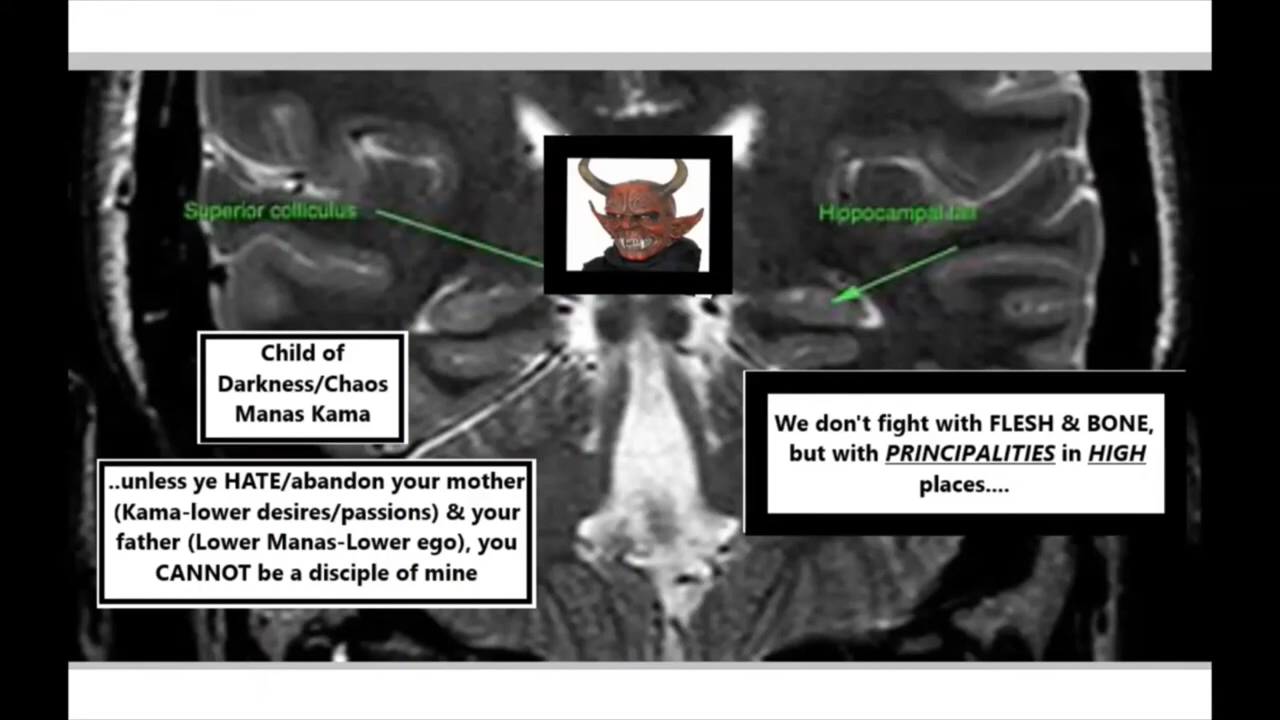 Superior colliculus
Hippocampal tail
Child of
Darkness/Chaos
Manas Kama
..unless ye HATE/abandon your mother
(Kama-lower desires/passions) & your
father (Lower Manas-Lower ego), you
CANNOT be a disciple of mine
We don't fight with FLESH & BONE,
but with PRINCIPALITIES in HIGH
places....